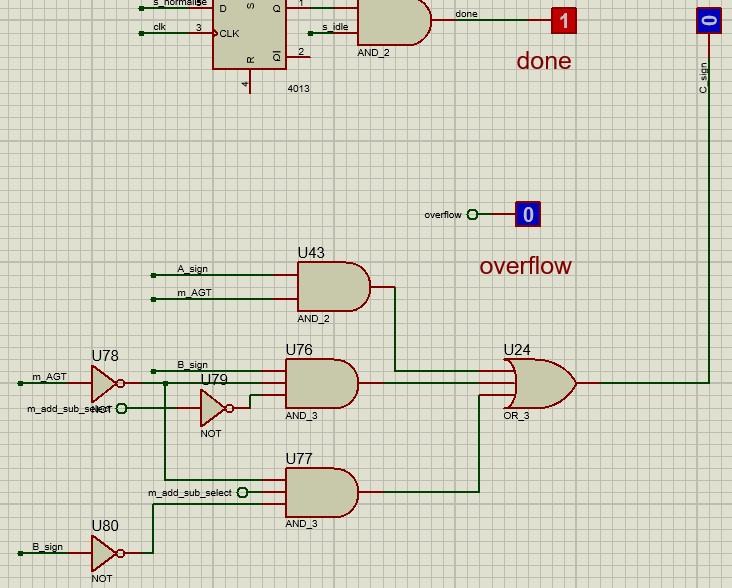 s_normalise 5 D S Q 1
done 1
0
clk 3 CLK
s_idle
R QI 2
AND_2
4
4013
done
C_sign
overflow 0
overflow
U43
A_sign
m_AGT
AND_2
U78
B_sign
U76
U24
m_AGT
U79
m_add_sub_select
NOT
AND_3
OR_3
NOT
U77
m_add_sub_select
AND_3
U80
B_sign
NOT